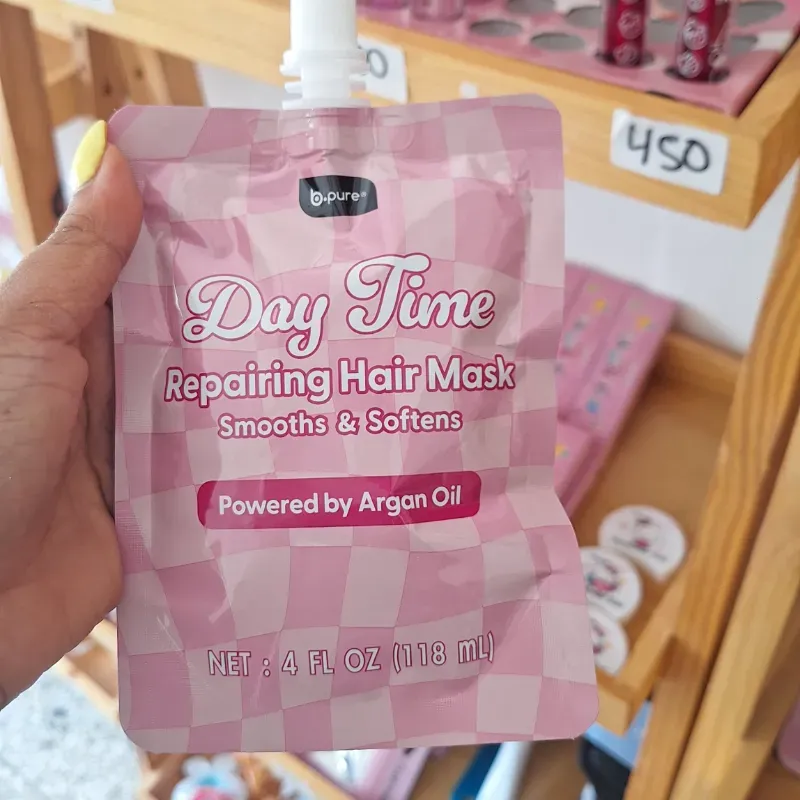 450
b.pure®
Day Time
Repairing Hair Mask
Smooths & Softens
Powered by Argan Oil
NET : 4 FL OZ (118 mL)